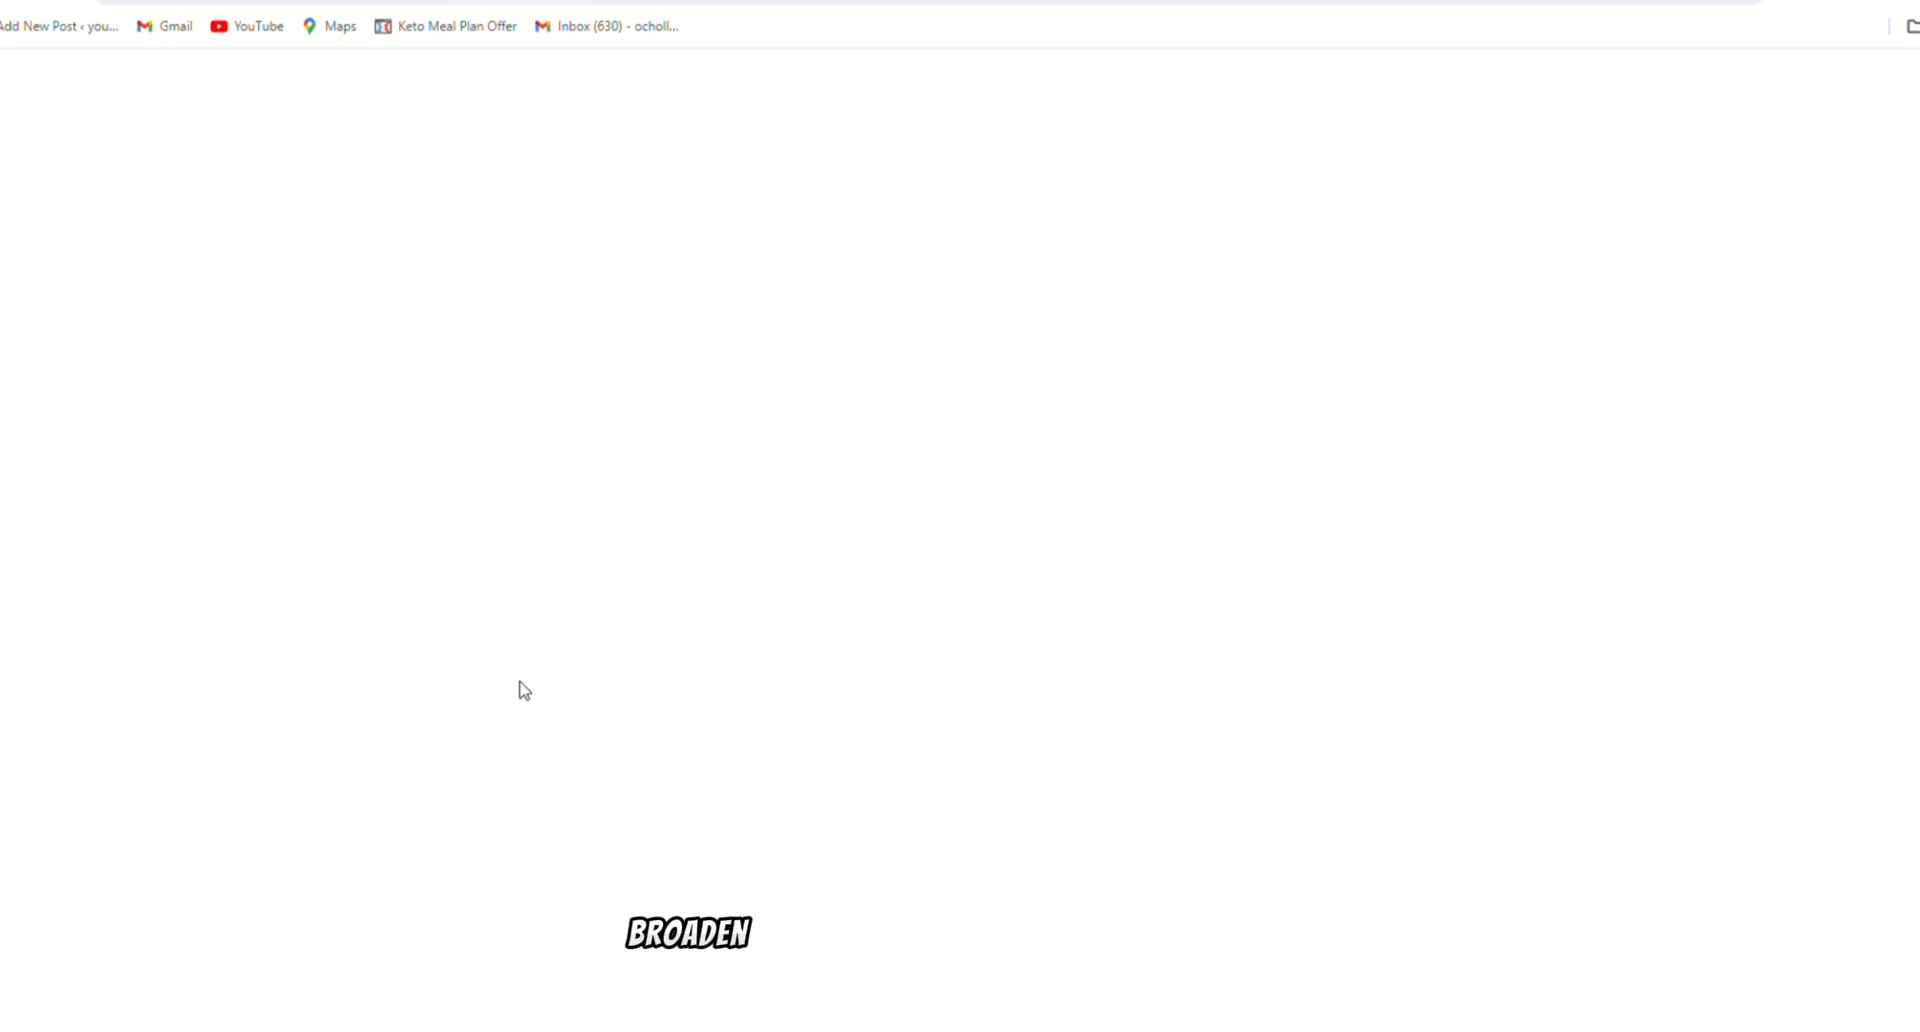 Add New Post ‹ you... Gmail YouTube Maps Keto Meal Plan Offer Inbox (630) - ocholl...
BROADEN